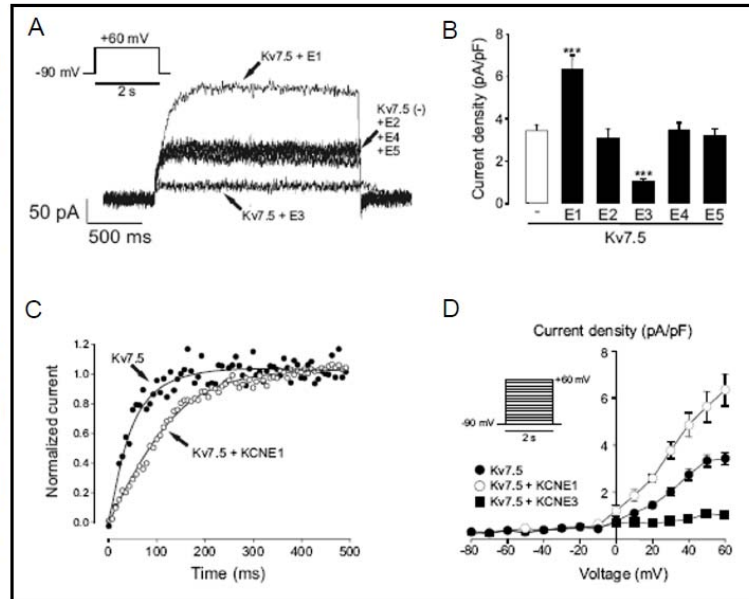 A
+60 mV
-90 mV
2 s
Kv7.5 + E1
Kv7.5 (-)
+E2
+E4
+E5
Kv7.5 + E3
50 pA
500 ms
B
Current density (pA/pF)
8
6
4
2
0
***
***
-
E1
E2
E3
E4
E5
Kv7.5
C
Normalized current
1.2
1.0
0.8
0.6
0.4
0.2
0.0
Kv7.5
Kv7.5 + KCNE1
0
100
200
300
400
500
Time (ms)
D
Current density (pA/pF)
+60 mV
-90 mV
2 s
Kv7.5
Kv7.5 + KCNE1
Kv7.5 + KCNE3
8
6
4
2
-80
-60
-40
-20
0
20
40
60
Voltage (mV)